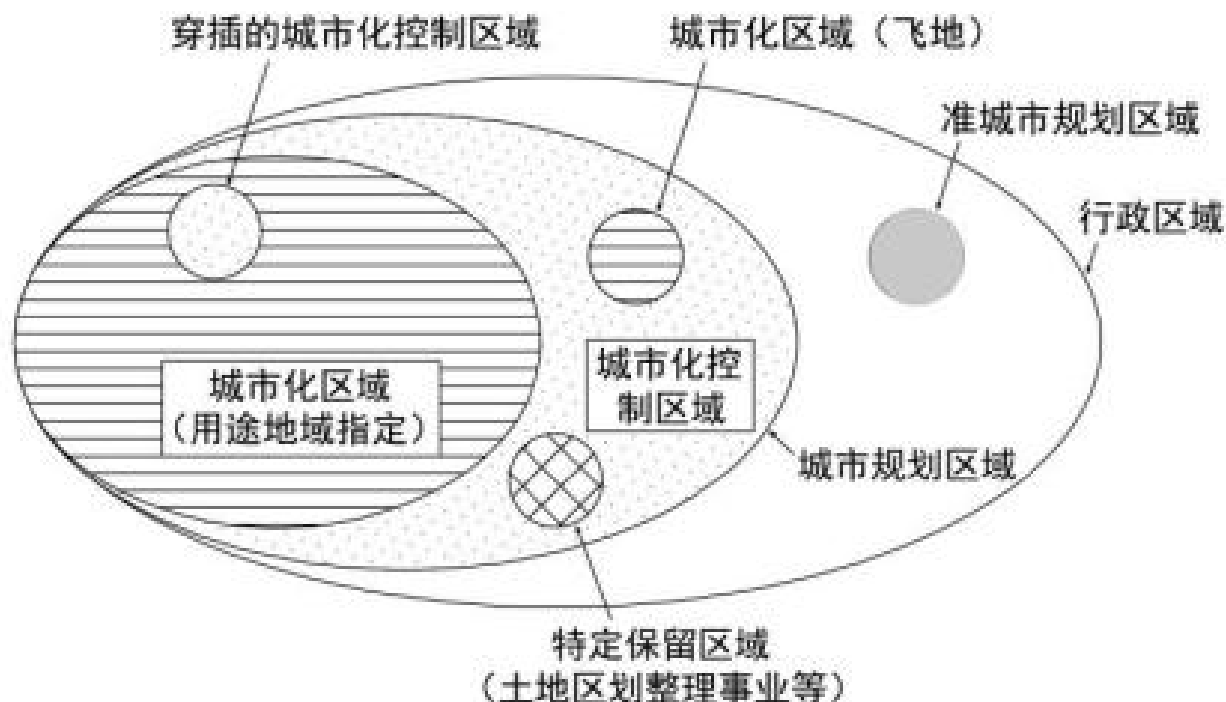 穿插的城市化控制区域
城市化区域（飞地）
准城市规划区域
行政区域
城市化区域
（用途地域指定）
城市化控
制区域
城市规划区域
特定保留区域
（土地区划整理事业等）